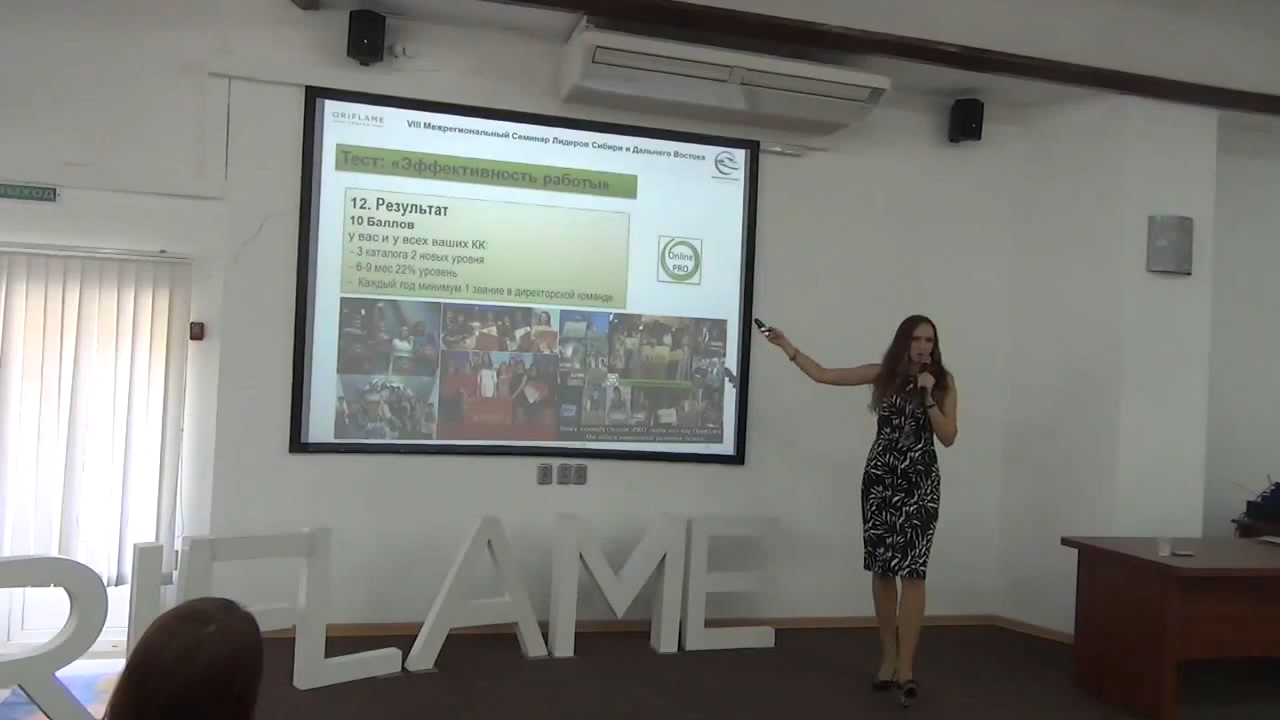 ВЫХОД
ORIFLAME
SWEDEN
VIII Межрегиональный Семинар Лидеров Сибири и Дальнего Востока
Тест: «Эффективность работы»
12. Результат
10 Баллов
у вас и у всех ваших КК:
- 3 каталога 2 новых уровня
- 6-9 мес 22% уровень
- Каждый год минимум 1 звание в директорской команде
Online
PRO
RIFLAME